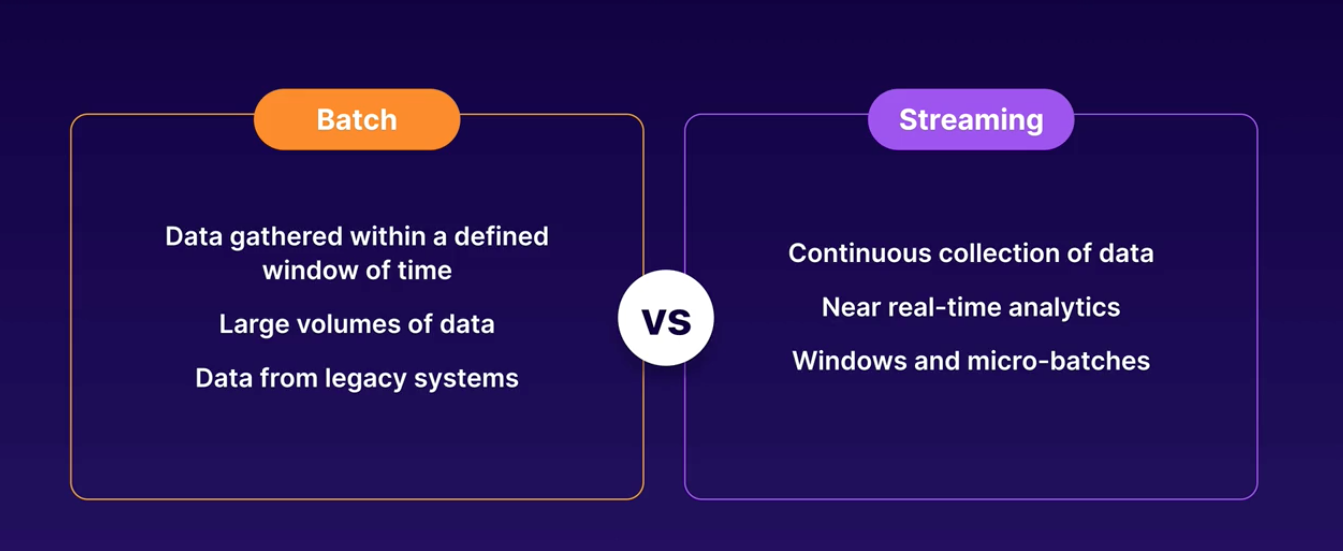 Batch
Data gathered within a defined
window of time
Large volumes of data
Data from legacy systems
vs
Streaming
Continuous collection of data
Near real-time analytics
Windows and micro-batches